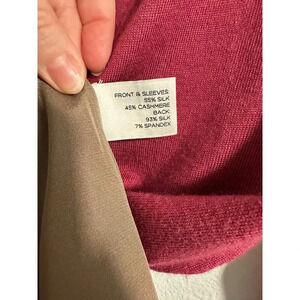 FRONT & SLEEVES:
55% SILK
45% CASHMERE
BACK:
93% SILK
7% SPANDEX